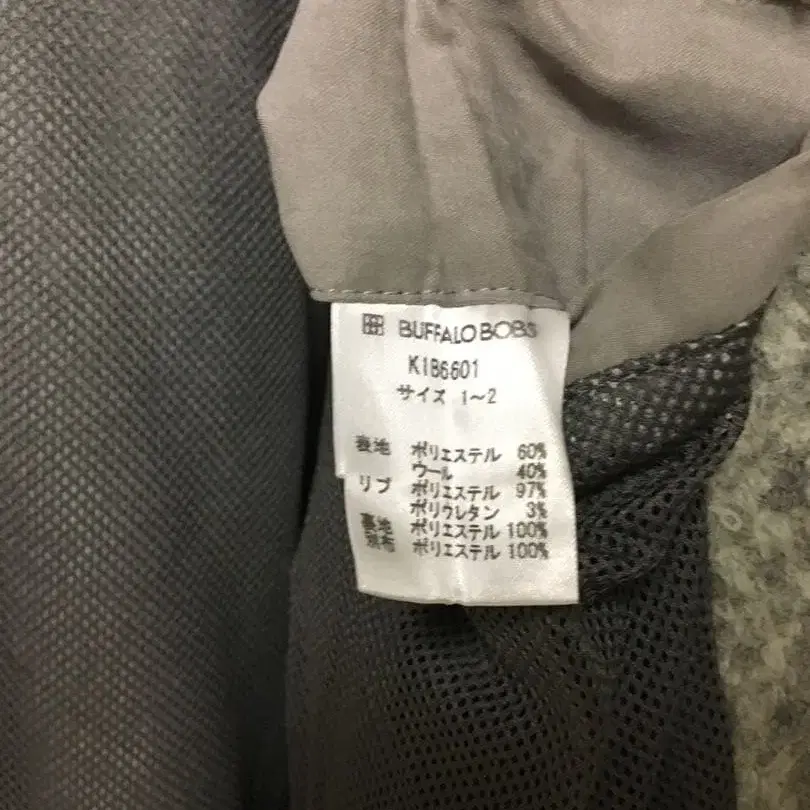 BUFFALO BOBS
KIB6601
サイズ 1~2
表地 ポリエステル 60%
ウール 40%
リブ ポリエステル 97%
ポリウレタン 3%
裏地 ポリエステル 100%
別布 ポリエステル 100%